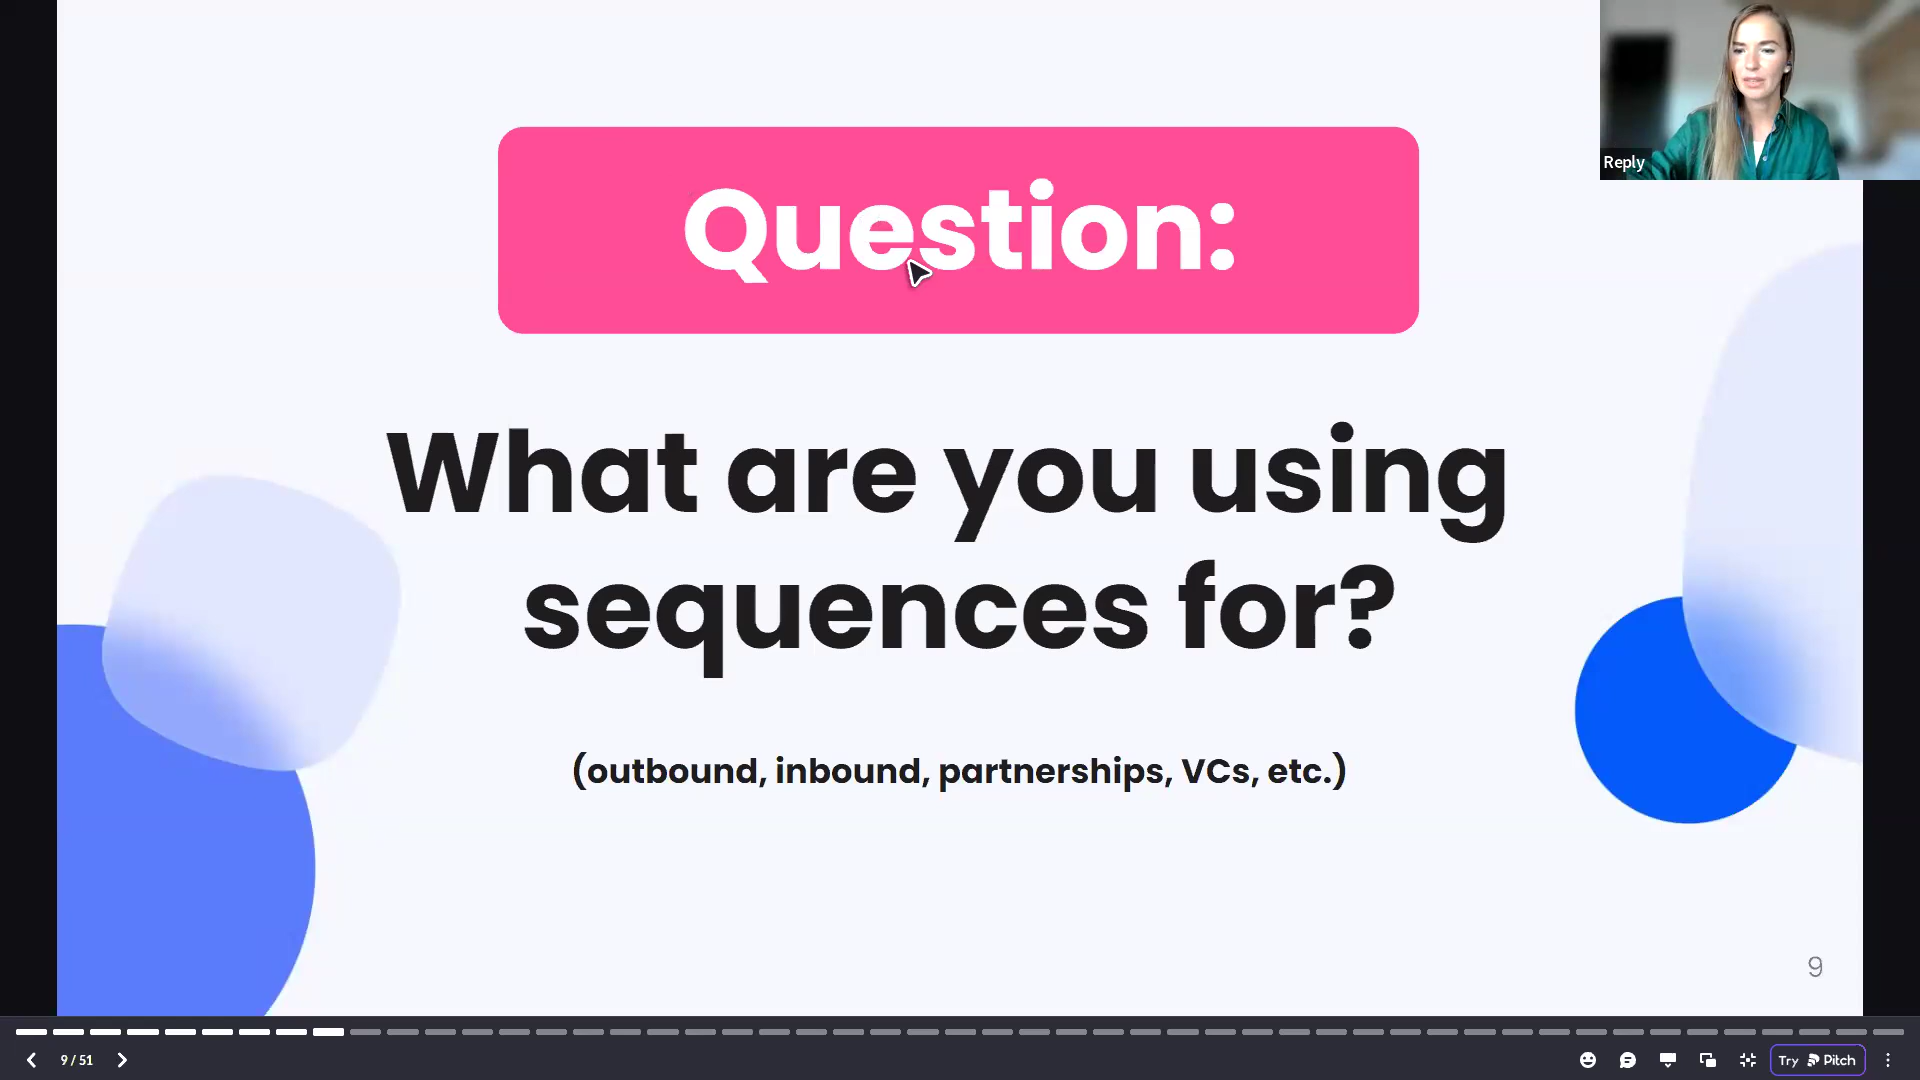 Question:
Reply
What are you using
sequences for?
(outbound, inbound, partnerships, VCs, etc.)
9
9 / 51
Try Pitch